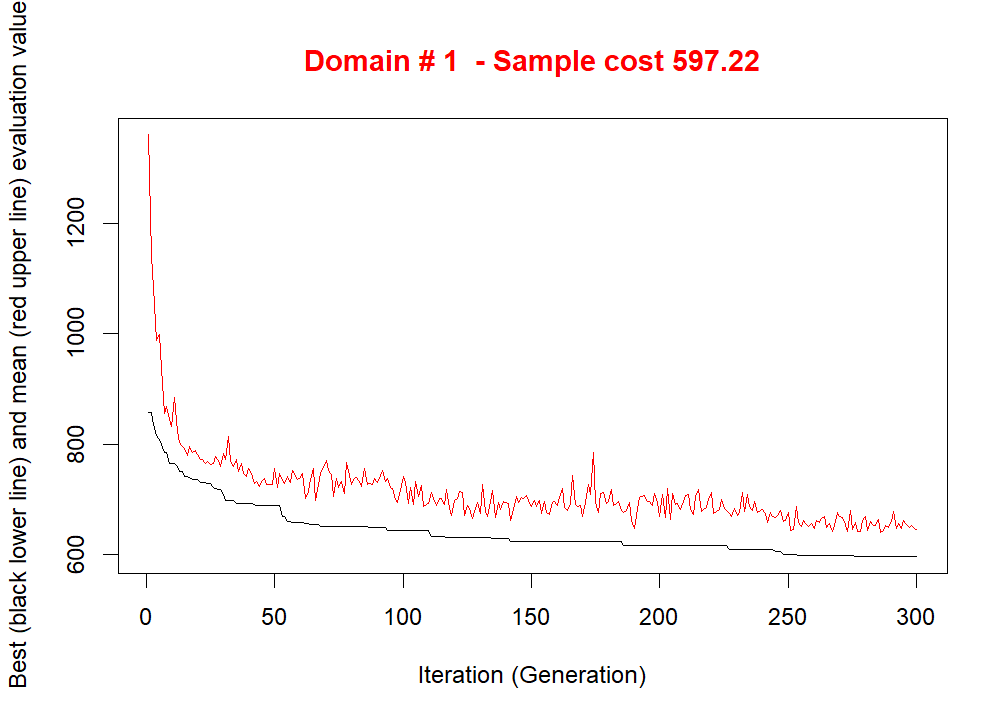 Domain # 1  - Sample cost 597.22
Best (black lower line) and mean (red upper line) evaluation value
1200
1000
800
600
0 50 100 150 200 250 300
Iteration (Generation)